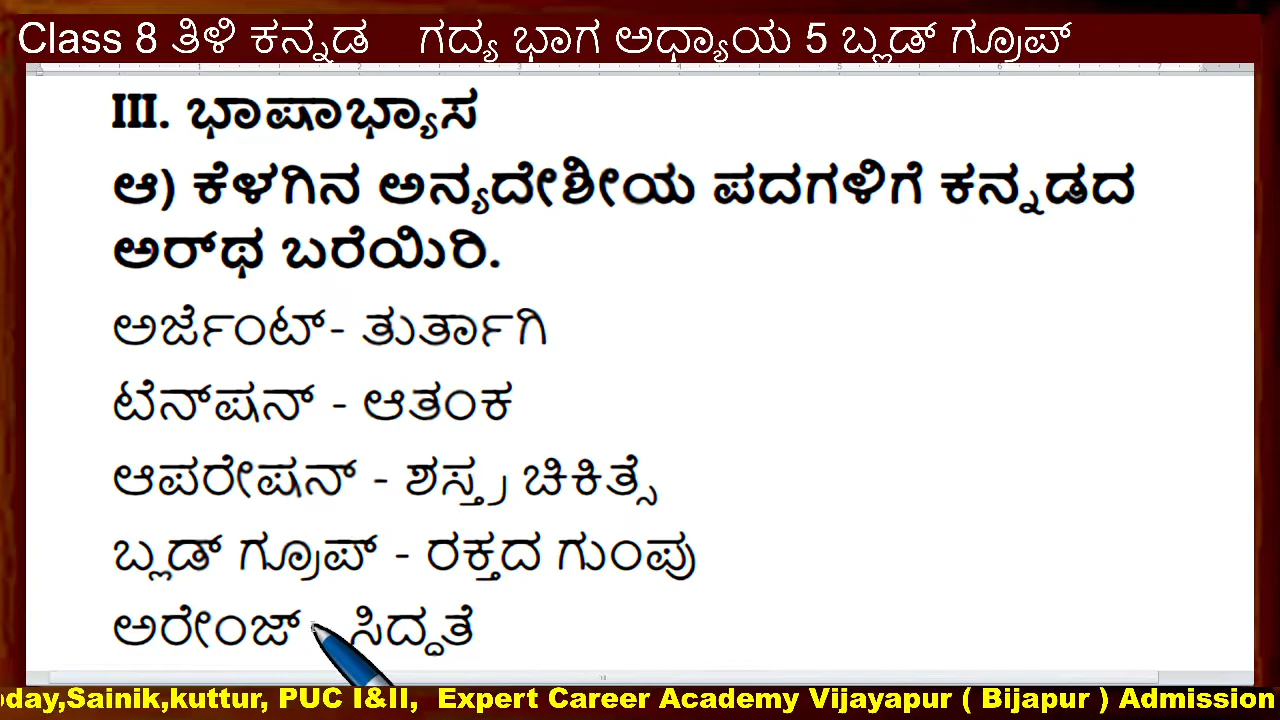 Class 8 ತಿಳಿ ಕನ್ನಡ ಗದ್ಯ ಭಾಗ ಅಧ್ಯಾಯ 5 ಬ್ಲಡ್ ಗ್ರೂಪ್
III. ಭಾಷಾಭ್ಯಾಸ
ಆ) ಕೆಳಗಿನ ಅನ್ಯದೇಶೀಯ ಪದಗಳಿಗೆ ಕನ್ನಡದ
ಅರ್‌ಥ ಬರೆಯಿರಿ.
ಅರ್ಜೆಂಟ್- ತುರ್ತಾಗಿ
ಟೆನ್‌ಷನ್ - ಆತಂಕ
ಆಪರೇಷನ್ - ಶಸ್ತ್ರ ಚಿಕಿತ್ಸೆ
ಬ್ಲಡ್ ಗ್ರೂಪ್ - ರಕ್ತದ ಗುಂಪು
ಅರೇಂಜ್ ಸಿದ್ದತೆ
oday,Sainik,kuttur, PUC I&II, Expert Career Academy Vijayapur ( Bijapur ) Admission